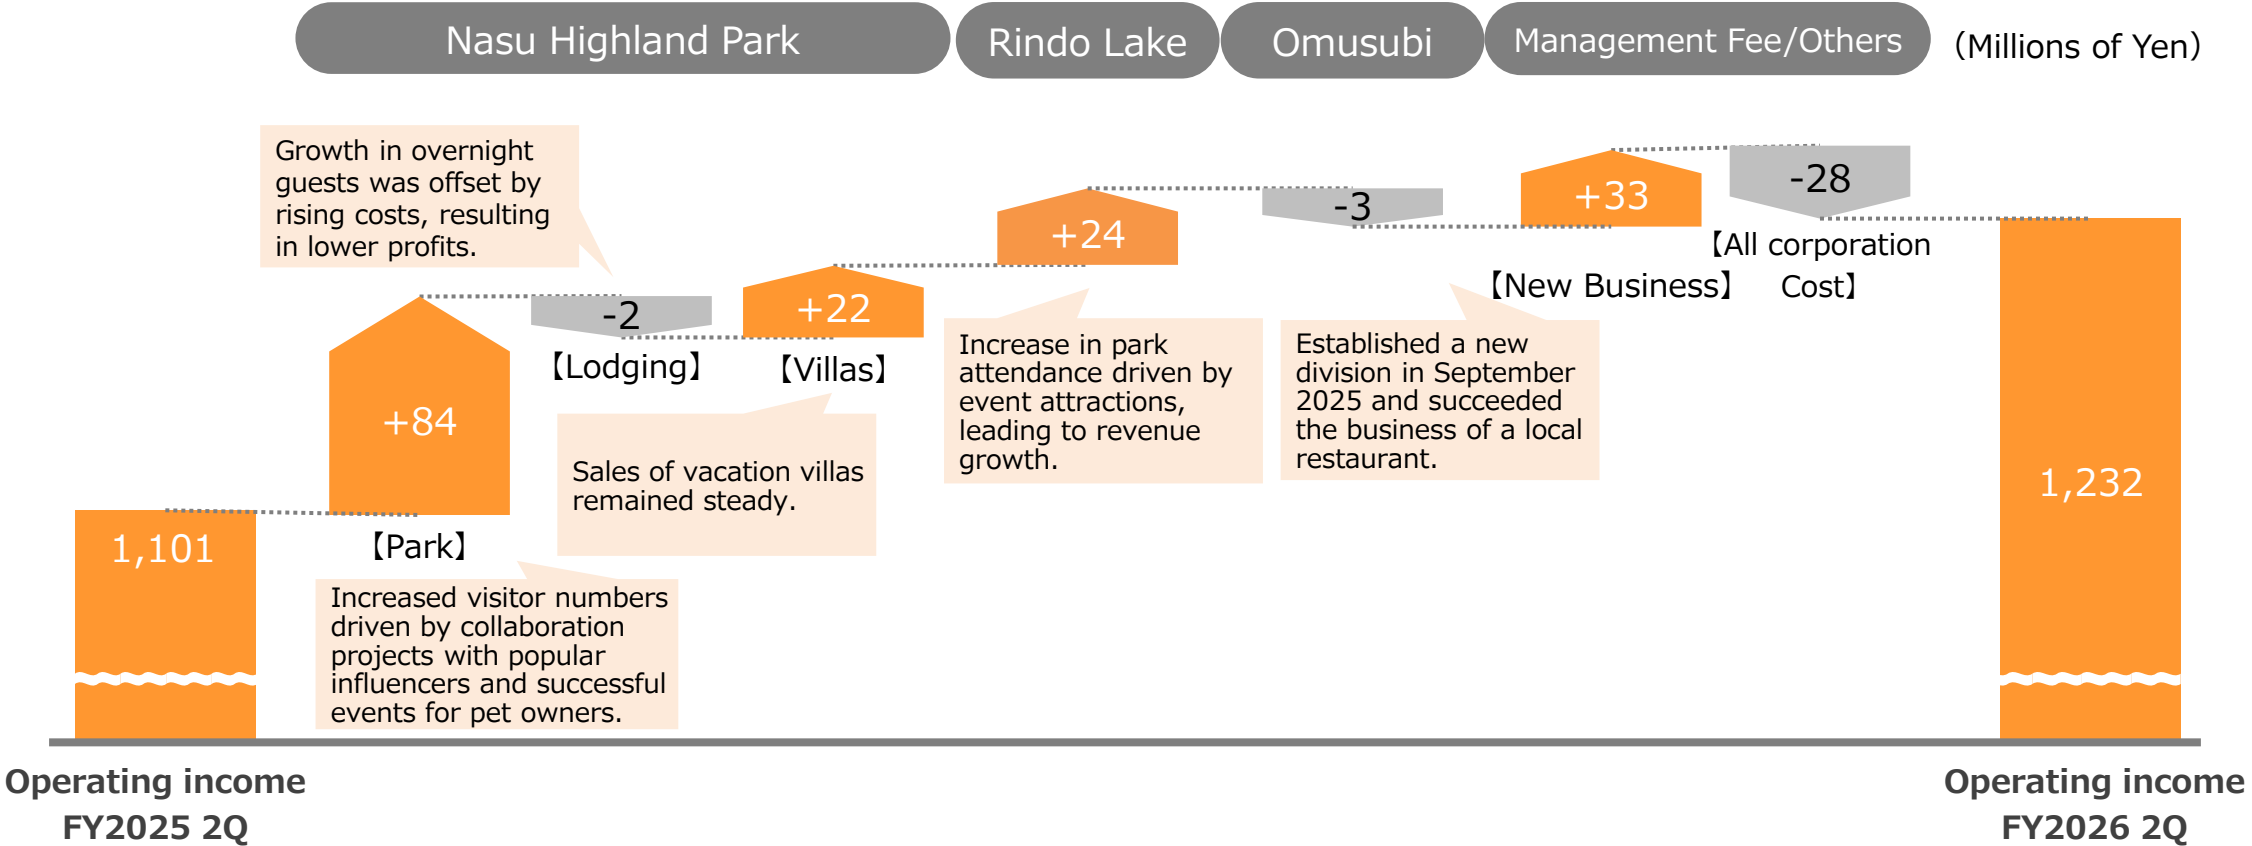 Nasu Highland Park
Rindo Lake
Omusubi
Management Fee/Others
(Millions of Yen)
Growth in overnight
guests was offset by
rising costs, resulting
in lower profits.
+33
-28
-3
+24
【All corporation
Cost】
【New Business】
-2
+22
【Lodging】
【Villas】
Increase in park
attendance driven by
event attractions,
leading to revenue
growth.
Established a new
division in September
2025 and succeeded
the business of a local
restaurant.
+84
Sales of vacation villas
remained steady.
1,232
1,101
【Park】
Increased visitor numbers
driven by collaboration
projects with popular
influencers and successful
events for pet owners.
Operating income
FY2025 2Q
Operating income
FY2026 2Q